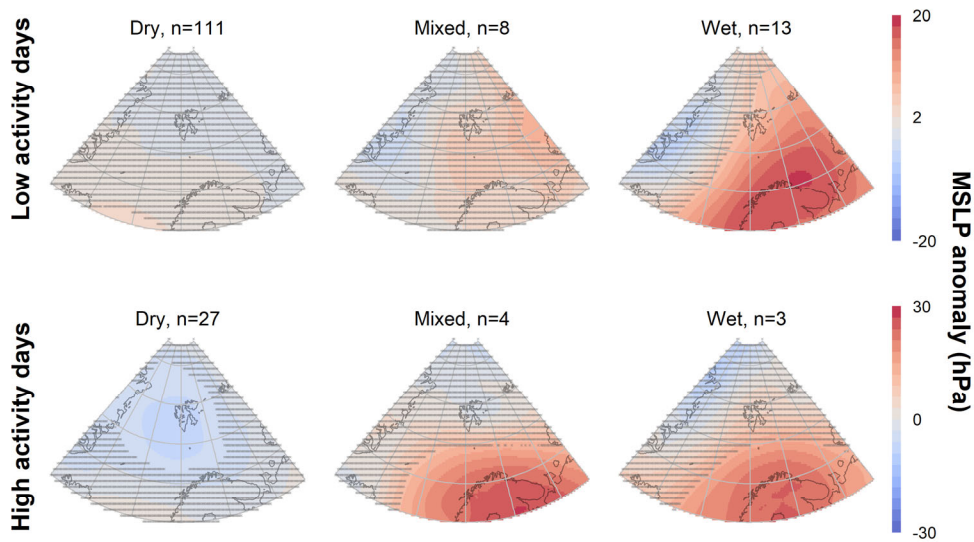 Low activity days
Dry, n=111
Mixed, n=8
Wet, n=13
20
2
-20
High activity days
Dry, n=27
Mixed, n=4
Wet, n=3
30
0
-30
MSLP anomaly (hPa)